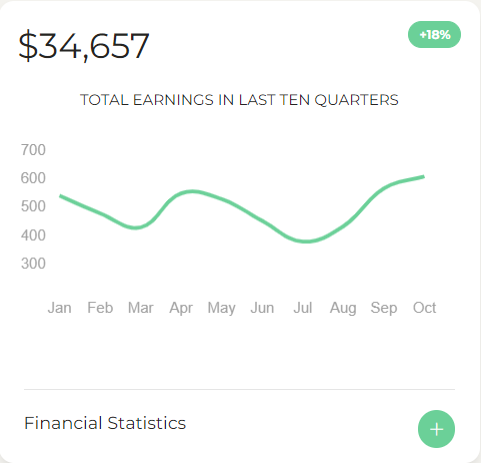 $34,657
+18%
TOTAL EARNINGS IN LAST TEN QUARTERS
700
600
500
400
300
Jan Feb Mar Apr May Jun Jul Aug Sep Oct
Financial Statistics
+